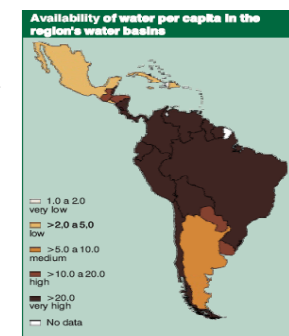 Availability of water per capita in the
region's water basins
1.0 a 2.0
very low
>2,0 a 5,0
low
>5.0 a 10.0
medium
>10.0 a 20.0
high
>20.0
very high
No data